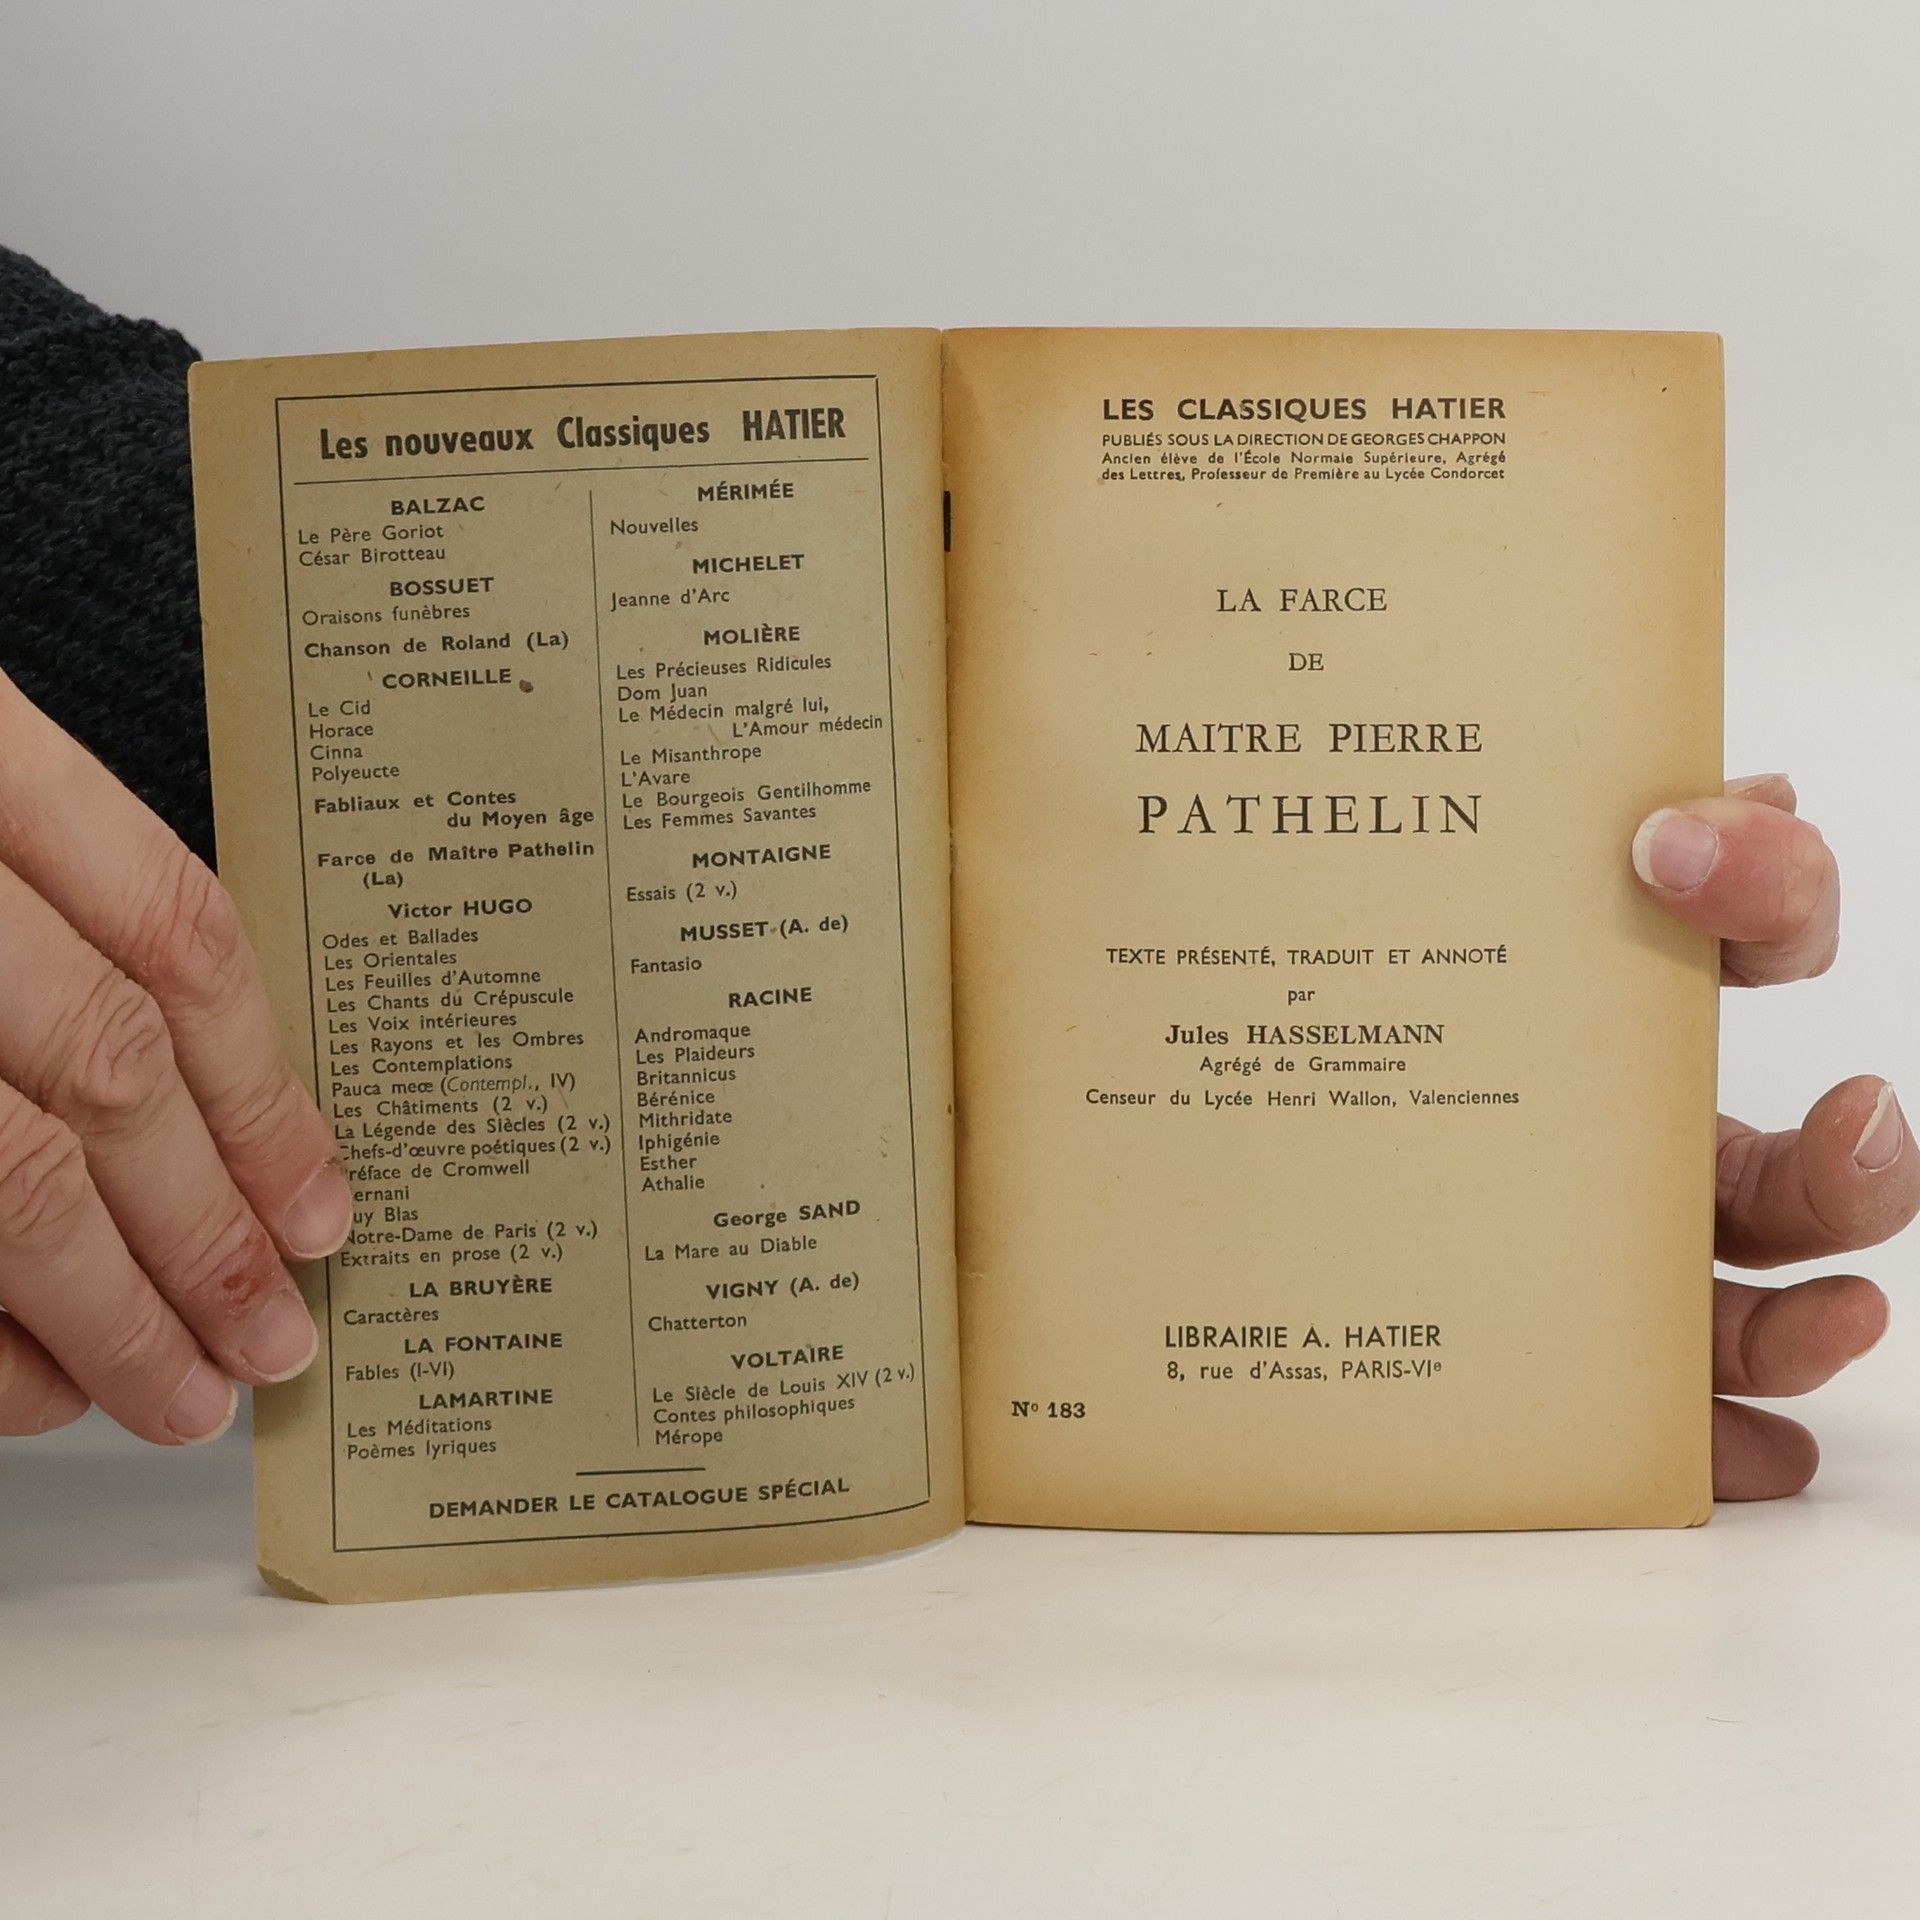 Les nouveaux Classiques HATIER
BALZAC
Le Père Goriot
César Birotteau
BOSSUET
Oraisons funèbres
Chanson de Roland (La)
CORNEILLE
Le Cid
Horace
Cinna
Polyeucte
Fabliaux et Contes
du Moyen âge
Farce de Maître Pathelin
(La)
Victor HUGO
Odes et Ballades
Les Orientales
Les Feuilles d'Automne
Les Chants du Crépuscule
Les Voix intérieures
Les Rayons et les Ombres
Les Contemplations
Pauca meæ (Contempl., IV)
Les Châtiments (2 v.)
La Légende des Siècles (2 v.)
Chefs-d'œuvre poétiques (2 v.)
réface de Cromwell
ernani
uy Blas
Notre-Dame de Paris (2 v.)
Extraits en prose (2 v.)
LA BRUYÈRE
Caractères
LA FONTAINE
Fables (I-VI)
LAMARTINE
Les Méditations
Poèmes lyriques
MÉRIMÉE
Nouvelles
MICHELET
Jeanne d'Arc
MOLIÈRE
Les Précieuses Ridicules
Dom Juan
Le Médecin malgré lui,
L'Amour médecin
Le Misanthrope
L'Avare
Le Bourgeois Gentilhomme
Les Femmes Savantes
MONTAIGNE
Essais (2 v.)
MUSSET (A. de)
Fantasio
RACINE
Andromaque
Les Plaideurs
Britannicus
Bérénice
Mithridate
Iphigénie
Esther
Athalie
George SAND
La Mare au Diable
VIGNY (A. de)
Chatterton
VOLTAIRE
Le Siècle de Louis XIV (2 v.)
Contes philosophiques
Mérope
DEMANDER LE CATALOGUE SPÉCIAL
LES CLASSIQUES HATIER
PUBLIÉS SOUS LA DIRECTION DE GEORGES CHAPPON
Ancien élève de l'École Normale Supérieure, Agrégé
des Lettres, Professeur de Première au Lycée Condorcet
LA FARCE
DE
MAITRE PIERRE
PATHELIN
TEXTE PRÉSENTÉ, TRADUIT ET ANNOTÉ
par
Jules HASSELMANN
Agrégé de Grammaire
Censeur du Lycée Henri Wallon, Valenciennes
LIBRAIRIE A. HATIER
8, rue d'Assas, PARIS-VIe
Nº 183